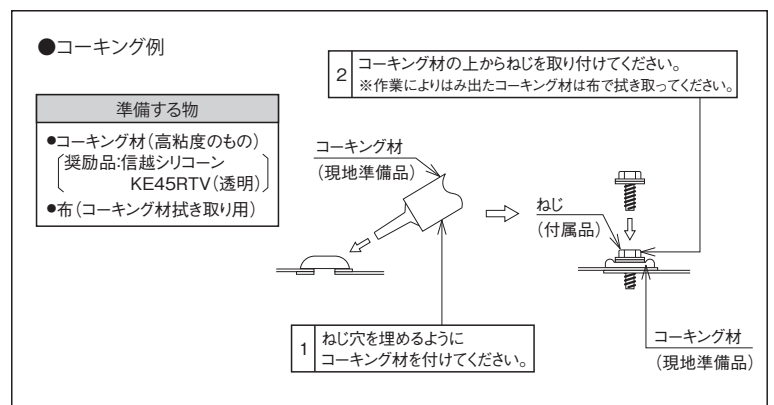 ●コーキング例
準備する物
●コーキング材(高粘度のもの)
〔奨励品:信越シリコーン
KE45RTV(透明)〕
●布(コーキング材拭き取り用)
2 コーキング材の上からねじを取り付けてください。
※作業によりはみ出たコーキング材は布で拭き取ってください。
コーキング材
(現地準備品)
ねじ
(付属品)
1 ねじ穴を埋めるように
コーキング材を付けてください。
コーキング材
(現地準備品)